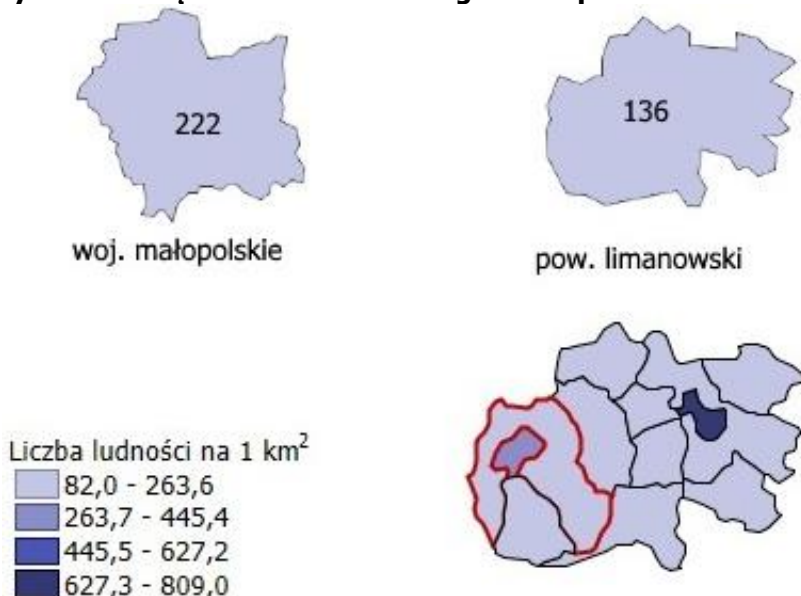 222
136
woj. małopolskie
pow. limanowski
Liczba ludności na 1 km²
82,0 - 263,6
263,7 - 445,4
445,5 - 627,2
627,3 - 809,0